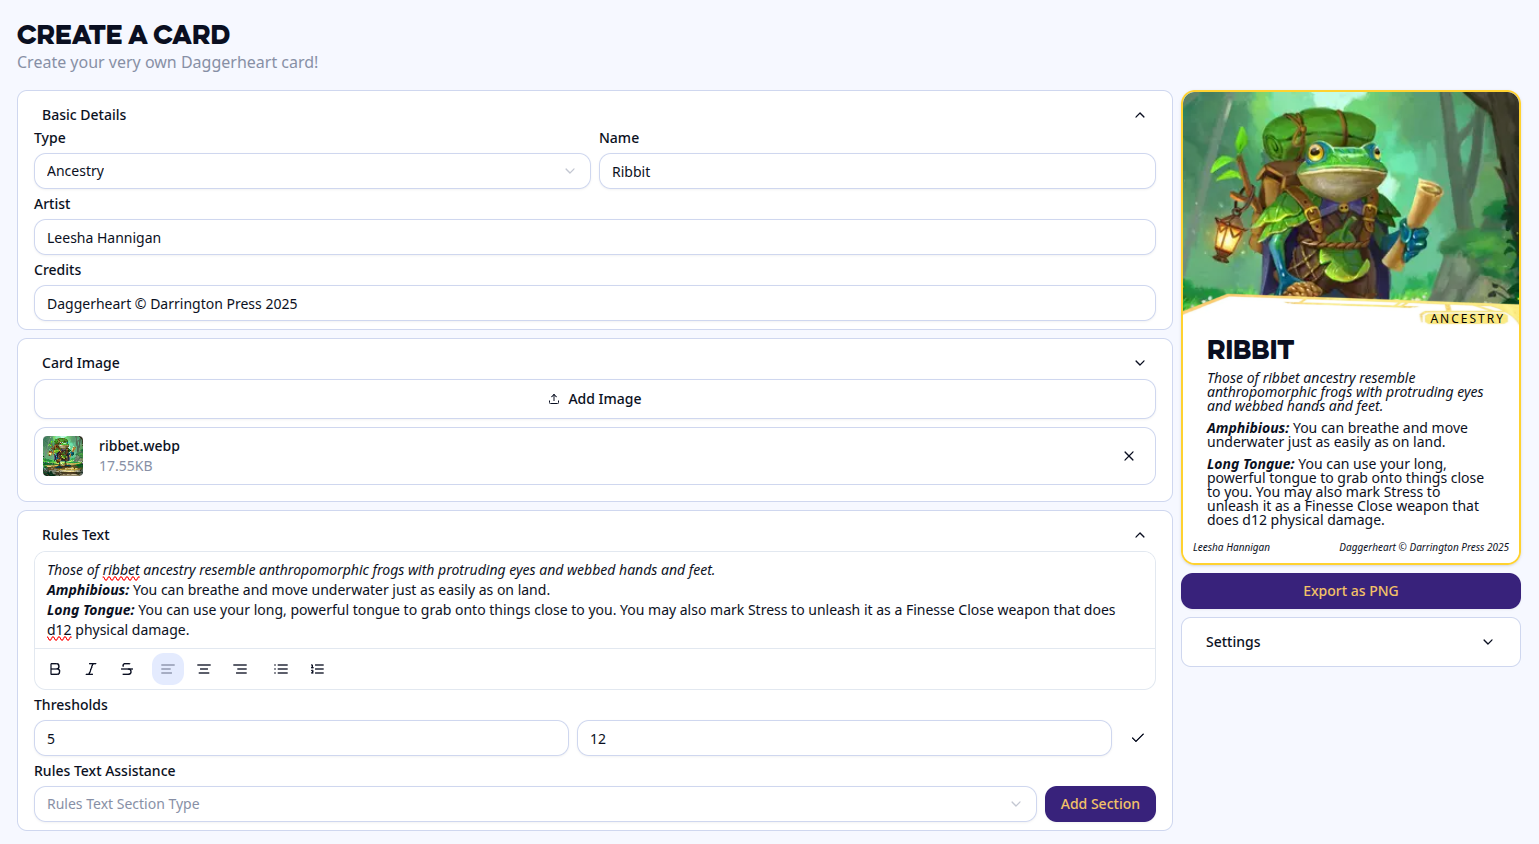 CREATE A CARD
Create your very own Daggerheart card!
Basic Details
Type
Name
Ancestry
Ribbit
Artist
Leesha Hannigan
Credits
Daggerheart © Darrington Press 2025
Card Image
Add Image
ribbet.webp
17.55KB
Rules Text
Those of ribbet ancestry resemble anthropomorphic frogs with protruding eyes and webbed hands and feet.
Amphibious: You can breathe and move underwater just as easily as on land.
Long Tongue: You can use your long, powerful tongue to grab onto things close to you. You may also mark Stress to unleash it as a Finesse Close weapon that does
d12 physical damage.
B I S
Thresholds
5
12
Rules Text Assistance
Rules Text Section Type
Add Section
ANCESTRY
RIBBIT
Those of ribbet ancestry resemble
anthropomorphic frogs with protruding eyes
and webbed hands and feet.
Amphibious: You can breathe and move
underwater just as easily as on land.
Long Tongue: You can use your long,
powerful tongue to grab onto things close
to you. You may also mark Stress to
unleash it as a Finesse Close weapon that
does d12 physical damage.
Leesha Hannigan
Daggerheart © Darrington Press 2025
Export as PNG
Settings